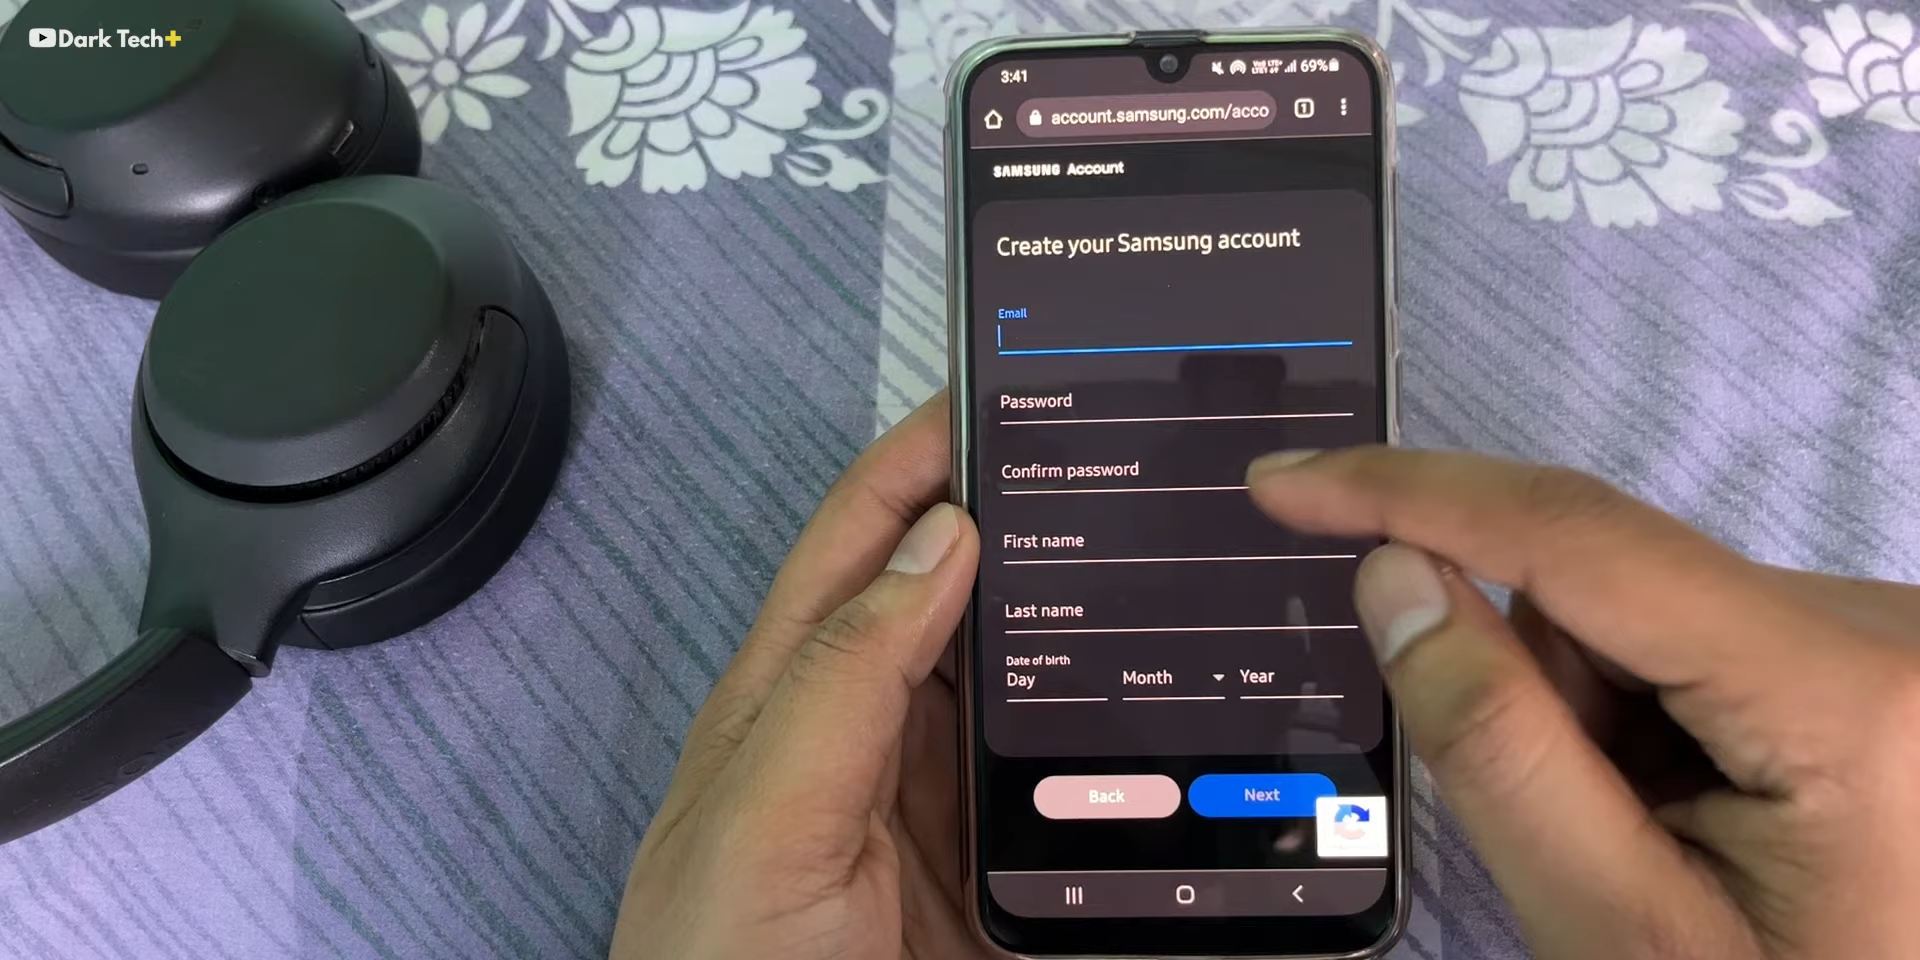 Dark Tech+
3:41
69%
account.samsung.com/acco
1
SAMSUNG Account
Create your Samsung account
Email
Password
Confirm password
First name
Last name
Date of birth
Day
Month
Year
Back
Next